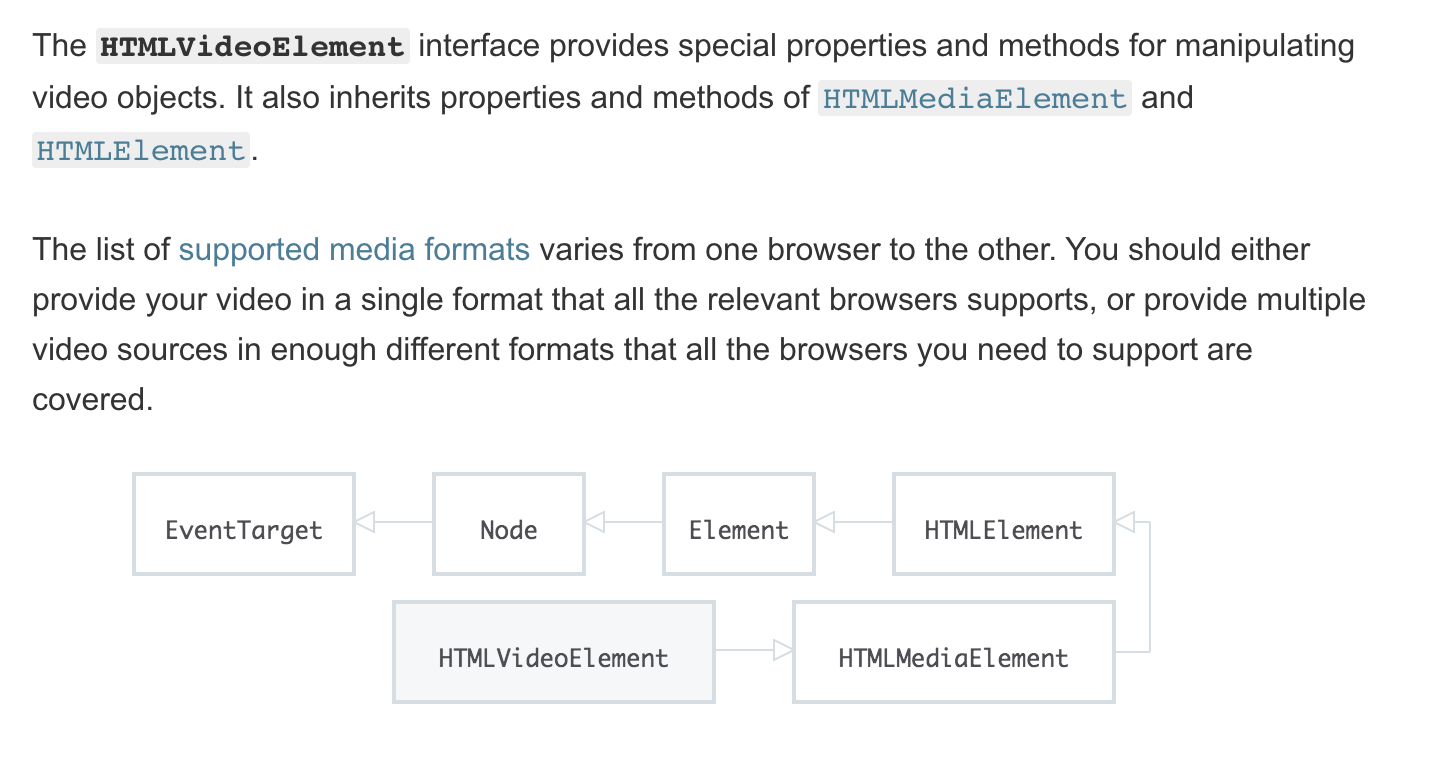 The HTMLVideoElement interface provides special properties and methods for manipulating
video objects. It also inherits properties and methods of HTMLMediaElement and
HTMLElement.
The list of supported media formats varies from one browser to the other. You should either
provide your video in a single format that all the relevant browsers supports, or provide multiple
video sources in enough different formats that all the browsers you need to support are
covered.
EventTarget
Node
Element
HTMLElement
HTMLVideoElement
HTMLMediaElement